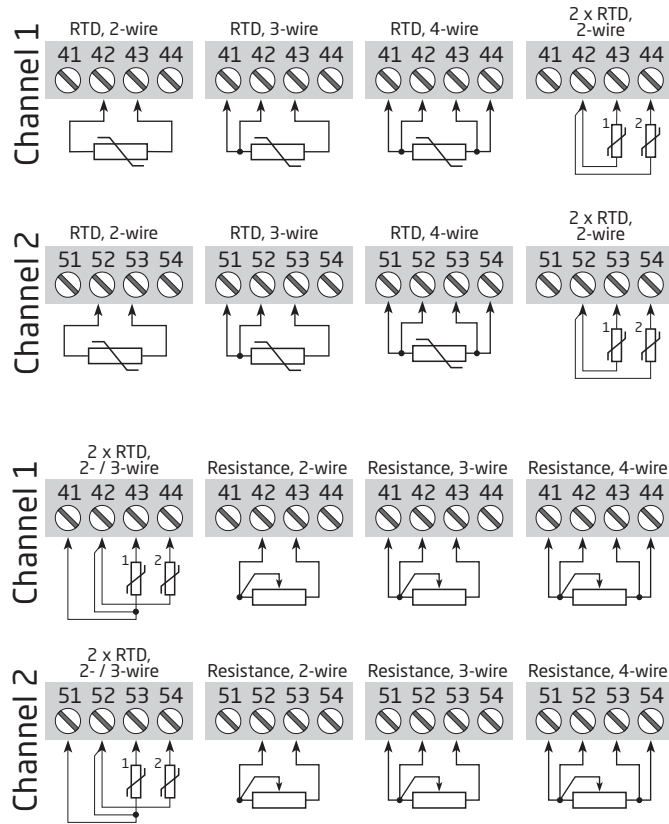 Channel 1
RTD, 2-wire
41 42 43 44
RTD, 3-wire
41 42 43 44
RTD, 4-wire
41 42 43 44
2 x RTD,
2-wire
41 42 43 44
1 2
Channel 2
RTD, 2-wire
51 52 53 54
RTD, 3-wire
51 52 53 54
RTD, 4-wire
51 52 53 54
2 x RTD,
2-wire
51 52 53 54
1 2
Channel 1
2 x RTD,
2- / 3-wire
41 42 43 44
1 2
Resistance, 2-wire
41 42 43 44
Resistance, 3-wire
41 42 43 44
Resistance, 4-wire
41 42 43 44
Channel 2
2 x RTD,
2- / 3-wire
51 52 53 54
1 2
Resistance, 2-wire
51 52 53 54
Resistance, 3-wire
51 52 53 54
Resistance, 4-wire
51 52 53 54